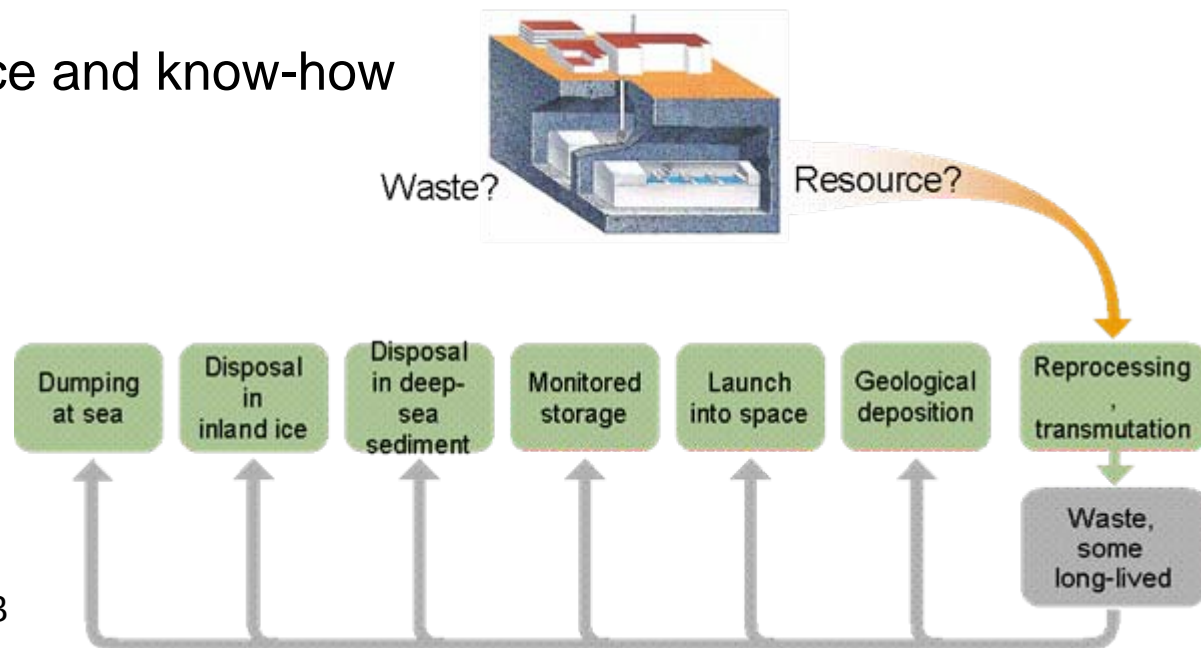 ce and know-how
Waste?
Resource?
Dumping
at sea
Disposal
in
inland ice
Disposal
in deep-
sea
sediment
Monitored
storage
Launch
into space
Geological
deposition
Reprocessing
,
transmutation
Waste,
some
long-lived
3